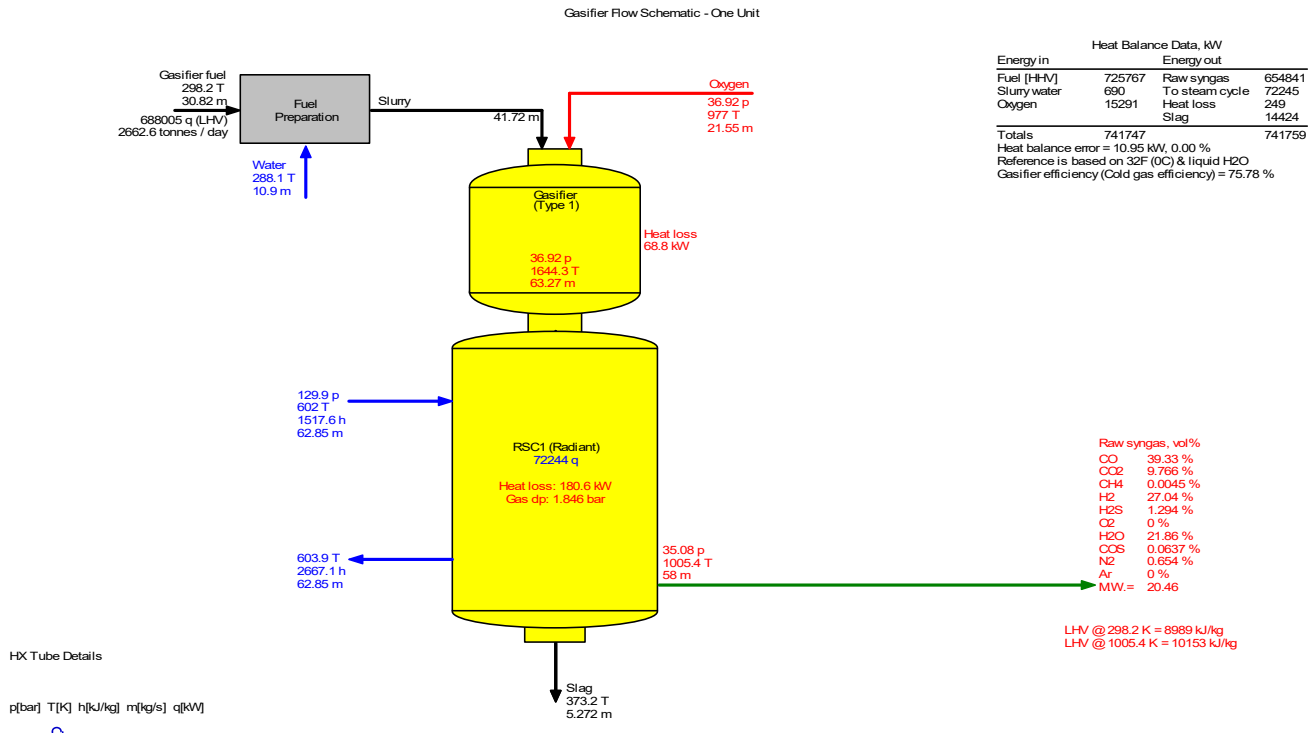 Gasifier Flow Schematic - One Unit
Heat Balance Data, kW
Energy in Energy out
Fuel [HHV] 725767 Raw syngas 654841
Slurry water 690 To steam cycle 72245
Oxygen 15291 Heat loss 249
Slag 14424
Totals 741747 741759
Heat balance error = 10.95 kW, 0.00 %
Reference is based on 32F (0C) & liquid H2O
Gasifier efficiency (Cold gas efficiency) = 75.78 %
Gasifier fuel
298.2 T
30.82 m
688005 q (LHV)
2662.6 tonnes / day
Fuel
Preparation
Slurry
41.72 m
Water
288.1 T
10.9 m
Oxygen
36.92 p
977 T
21.55 m
Gasifier
(Type 1)
Heat loss
68.8 kW
36.92 p
1644.3 T
63.27 m
129.9 p
602 T
1517.6 h
62.85 m
RSC1 (Radiant)
72244 q
Heat loss: 180.6 kW
Gas dp: 1.846 bar
603.9 T
2667.1 h
62.85 m
35.08 p
1005.4 T
58 m
Raw syngas, vol%
CO 39.33 %
CO2 9.766 %
CH4 0.0045 %
H2 27.04 %
H2S 1.294 %
O2 0 %
H2O 21.86 %
COS 0.0637 %
N2 0.654 %
Ar 0 %
M.W.= 20.46
LHV @ 298.2 K = 8989 kJ/kg
LHV @ 1005.4 K = 10153 kJ/kg
Slag
373.2 T
5.272 m
HX Tube Details
p[bar] T[K] h[kJ/kg] m[kg/s] q[kW]